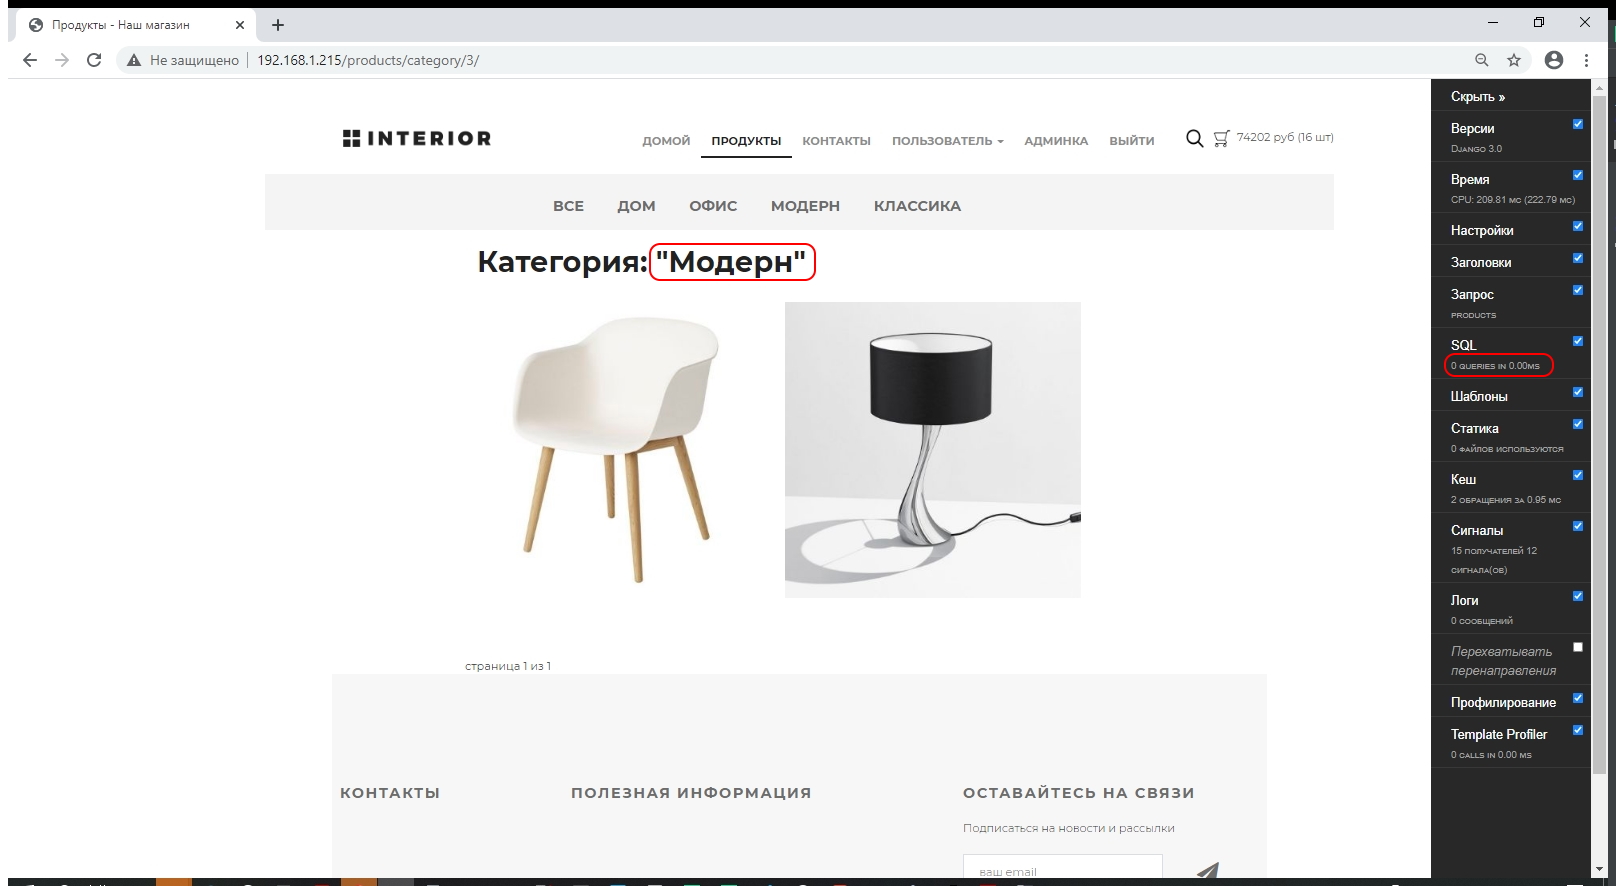 Продукты - Наш магазин
Не защищено
192.168.1.215/products/category/3/
INTERIOR
ДОМОЙ
ПРОДУКТЫ
КОНТАКТЫ
ПОЛЬЗОВАТЕЛЬ
АДМИНКА
ВЫЙТИ
74202 руб (16 шт)
ВСЕ
ДОМ
ОФИС
МОДЕРН
КЛАССИКА
Категория: "Модерн"
страница 1 из 1
КОНТАКТЫ
ПОЛЕЗНАЯ ИНФОРМАЦИЯ
ОСТАВАЙТЕСЬ НА СВЯЗИ
Подписаться на новости и рассылки
ваш email
Скрыть »
Версии
Django 3.0
Время
CPU: 209.81 мс (222.79 мс)
Настройки
Заголовки
Запрос
products
SQL
0 queries in 0.00ms
Шаблоны
Статика
0 файлов используются
Кеш
2 обращения за 0.95 мс
Сигналы
15 получателей 12
сигнала(ов)
Логи
0 сообщений
Перехватывать
перенаправления
Профилирование
Template Profiler
0 calls in 0.00 ms